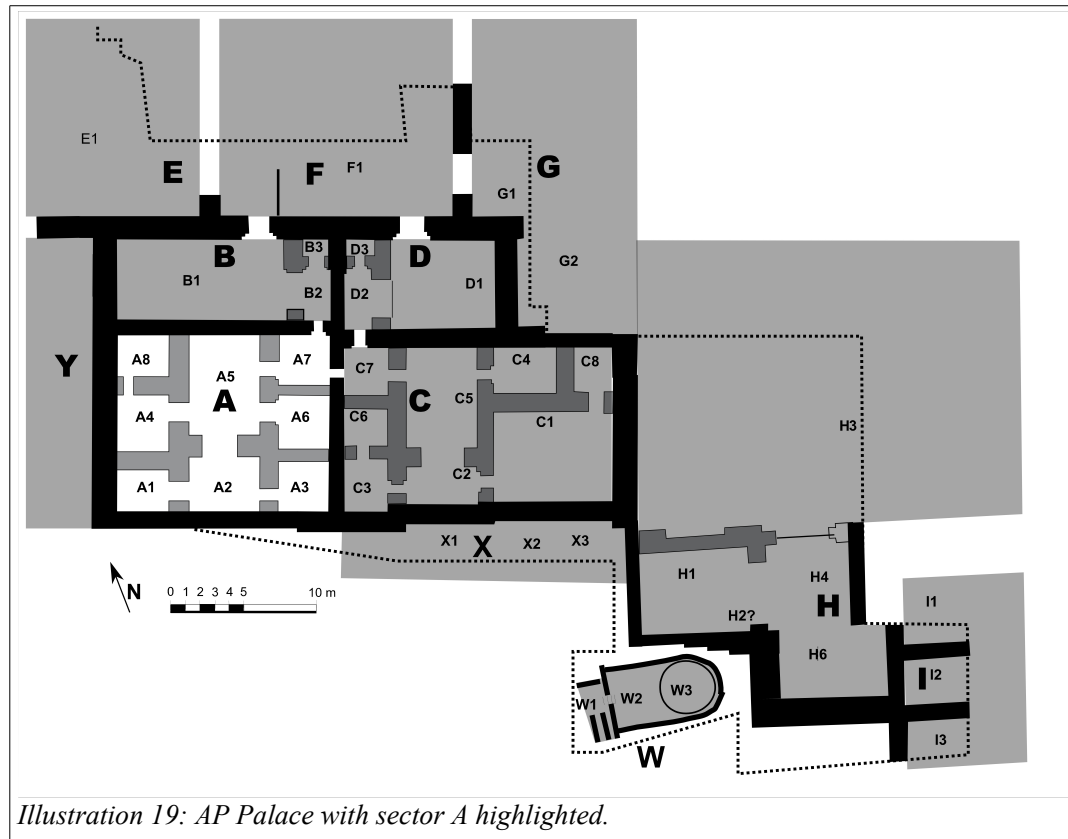 E1
E
F
F1
G
G1
G2
B
B3
D3
D
B1
B2
D2
D1
Y
A8
A5
A7
A
C7
C
C5
C4
C8
A4
A6
C6
C1
H3
A1
A2
A3
C3
C2
X1
X
X2
X3
N
0 1 2 3 4 5 10 m
H1
H4
H
H2?
I1
H6
I
I2
W1
W2
W3
W
I3
Illustration 19: AP Palace with sector A highlighted.